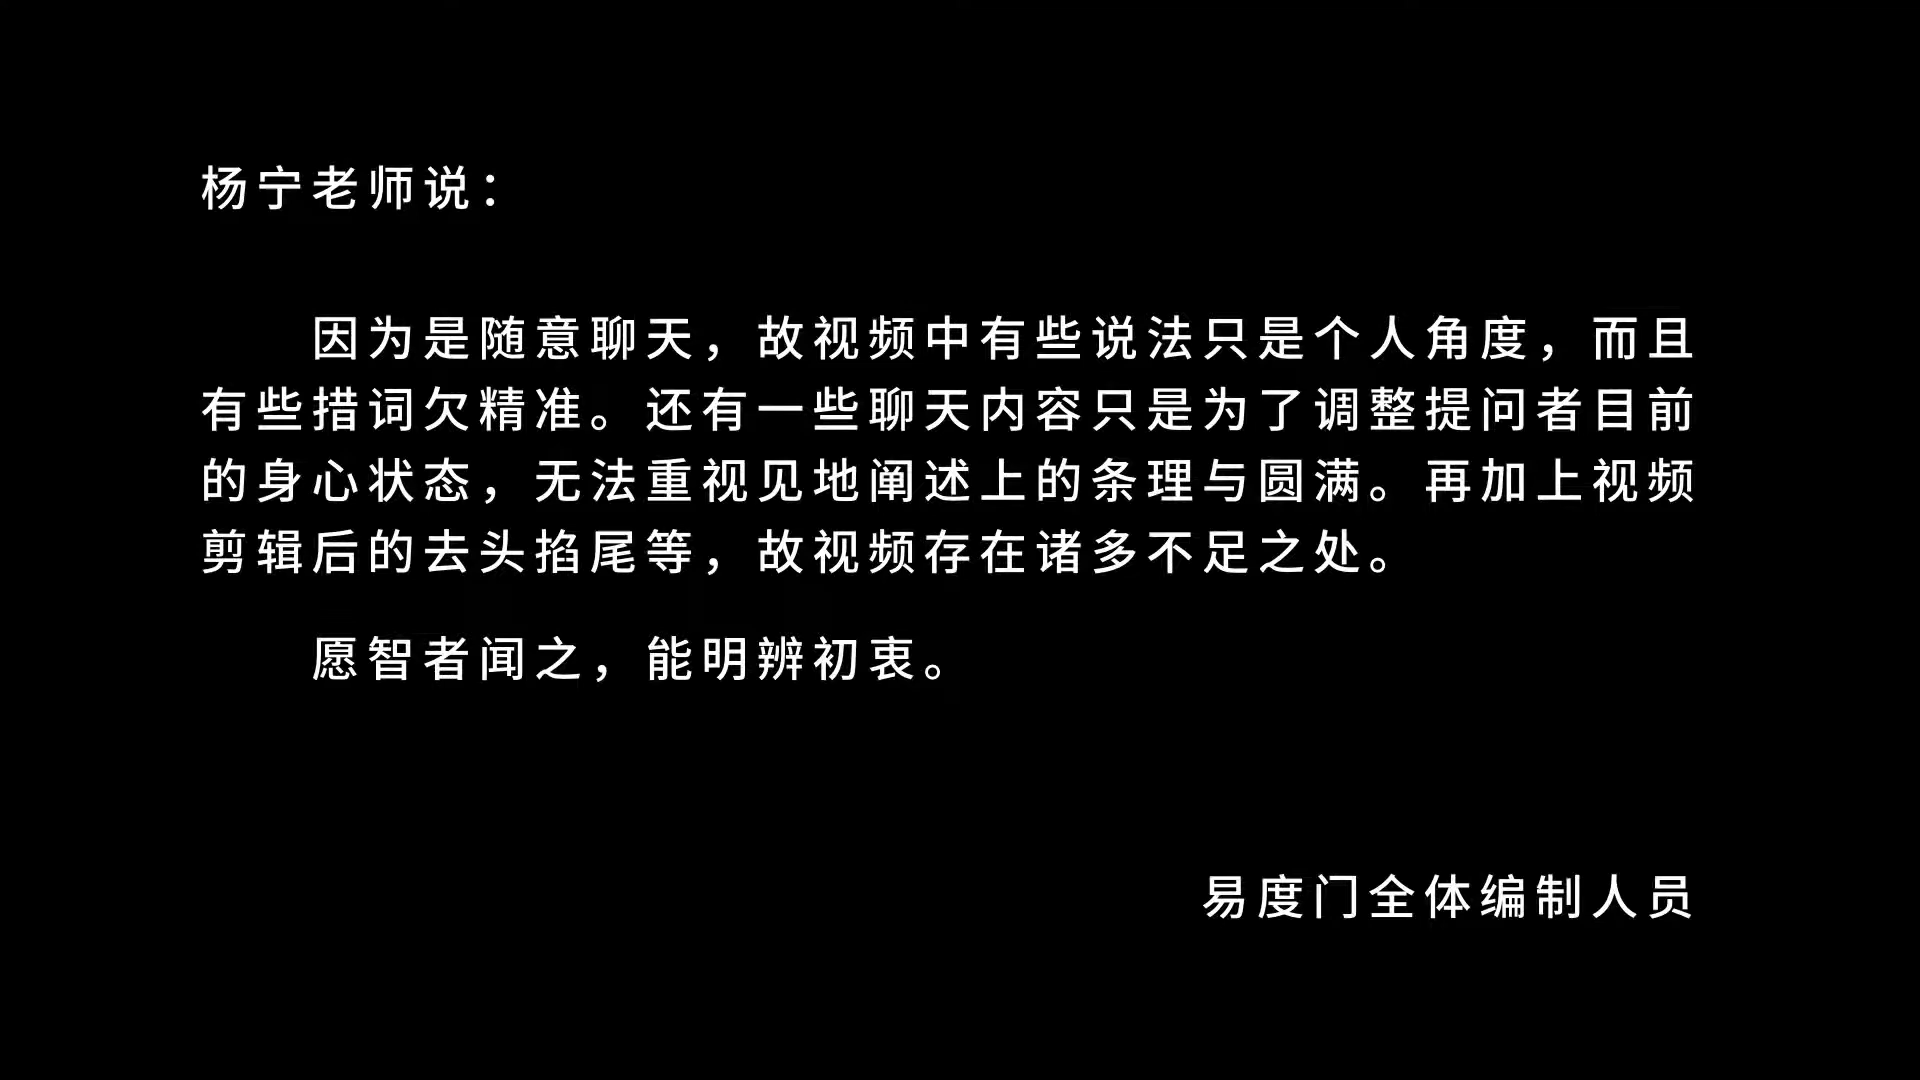 杨宁老师说：
因为是随意聊天，故视频中有些说法只是个人角度，而且
有些措词欠精准。还有一些聊天内容只是为了调整提问者目前
的身心状态，无法重视见地阐述上的条理与圆满。再加上视频
剪辑后的去头掐尾等，故视频存在诸多不足之处。
愿智者闻之，能明辨初衷。
易度门全体编制人员